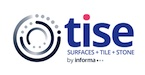 tise
SURFACES + TILE + STONE
by informa